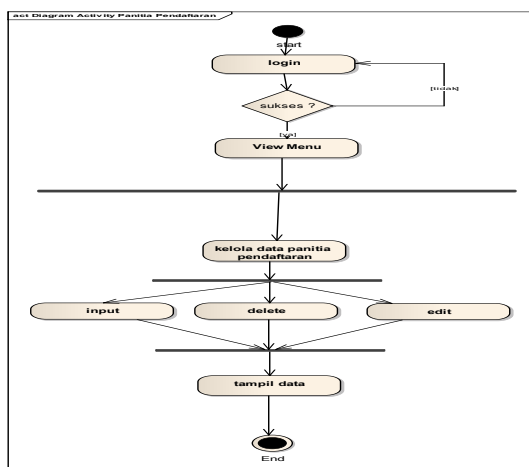 act Diagram Activity Panitia Pendaftaran
start
login
sukses ?
[tidak]
[ya]
View Menu
kelola data panitia
pendaftaran
input
delete
edit
tampil data
End